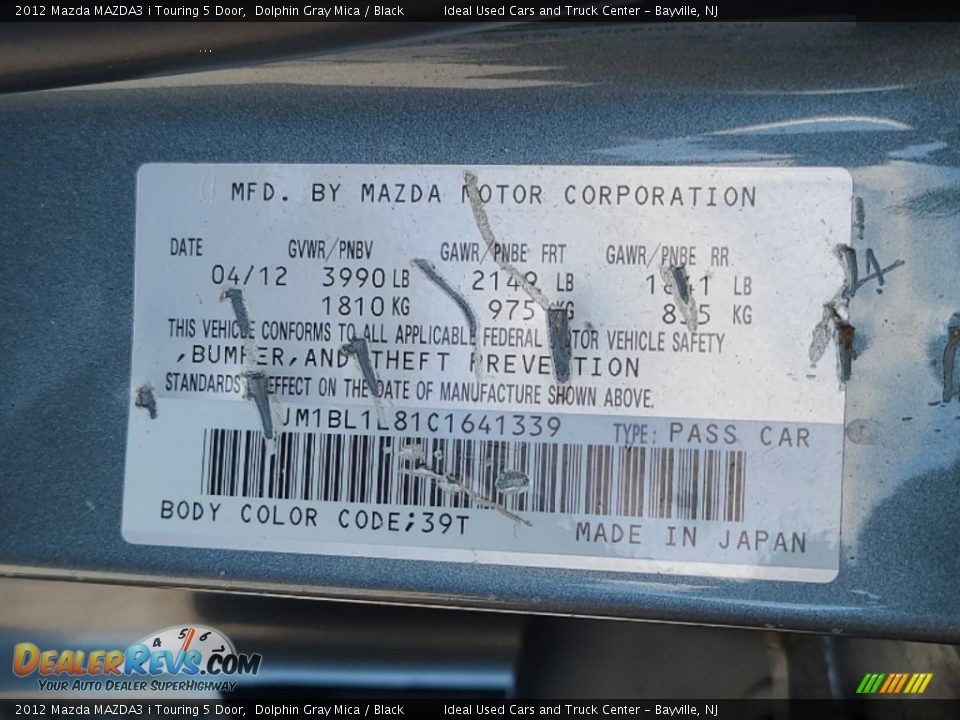 2012 Mazda MAZDA3 i Touring 5 Door, Dolphin Gray Mica / Black Ideal Used Cars and Truck Center - Bayville, NJ
MFD. BY MAZDA MOTOR CORPORATION
DATE GVWR/PNBV GAWR/PNBE FRT GAWR/PNBE RR
04/12 3990 LB 2149 LB LB
1810 KG 975 KG KG
THIS VEHICLE CONFORMS TO ALL APPLICABLE FEDERAL MOTOR VEHICLE SAFETY
,BUMPER,AND THEFT PREVENTION
STANDARDS EFFECT ON THE DATE OF MANUFACTURE SHOWN ABOVE.
JM1BL1L81C1641339 TYPE: PASS CAR
BODY COLOR CODE;39T MADE IN JAPAN
4 5 6
DEALERREVS.COM
YOUR AUTO DEALER SUPERHIGHWAY
2012 Mazda MAZDA3 i Touring 5 Door, Dolphin Gray Mica / Black Ideal Used Cars and Truck Center - Bayville, NJ